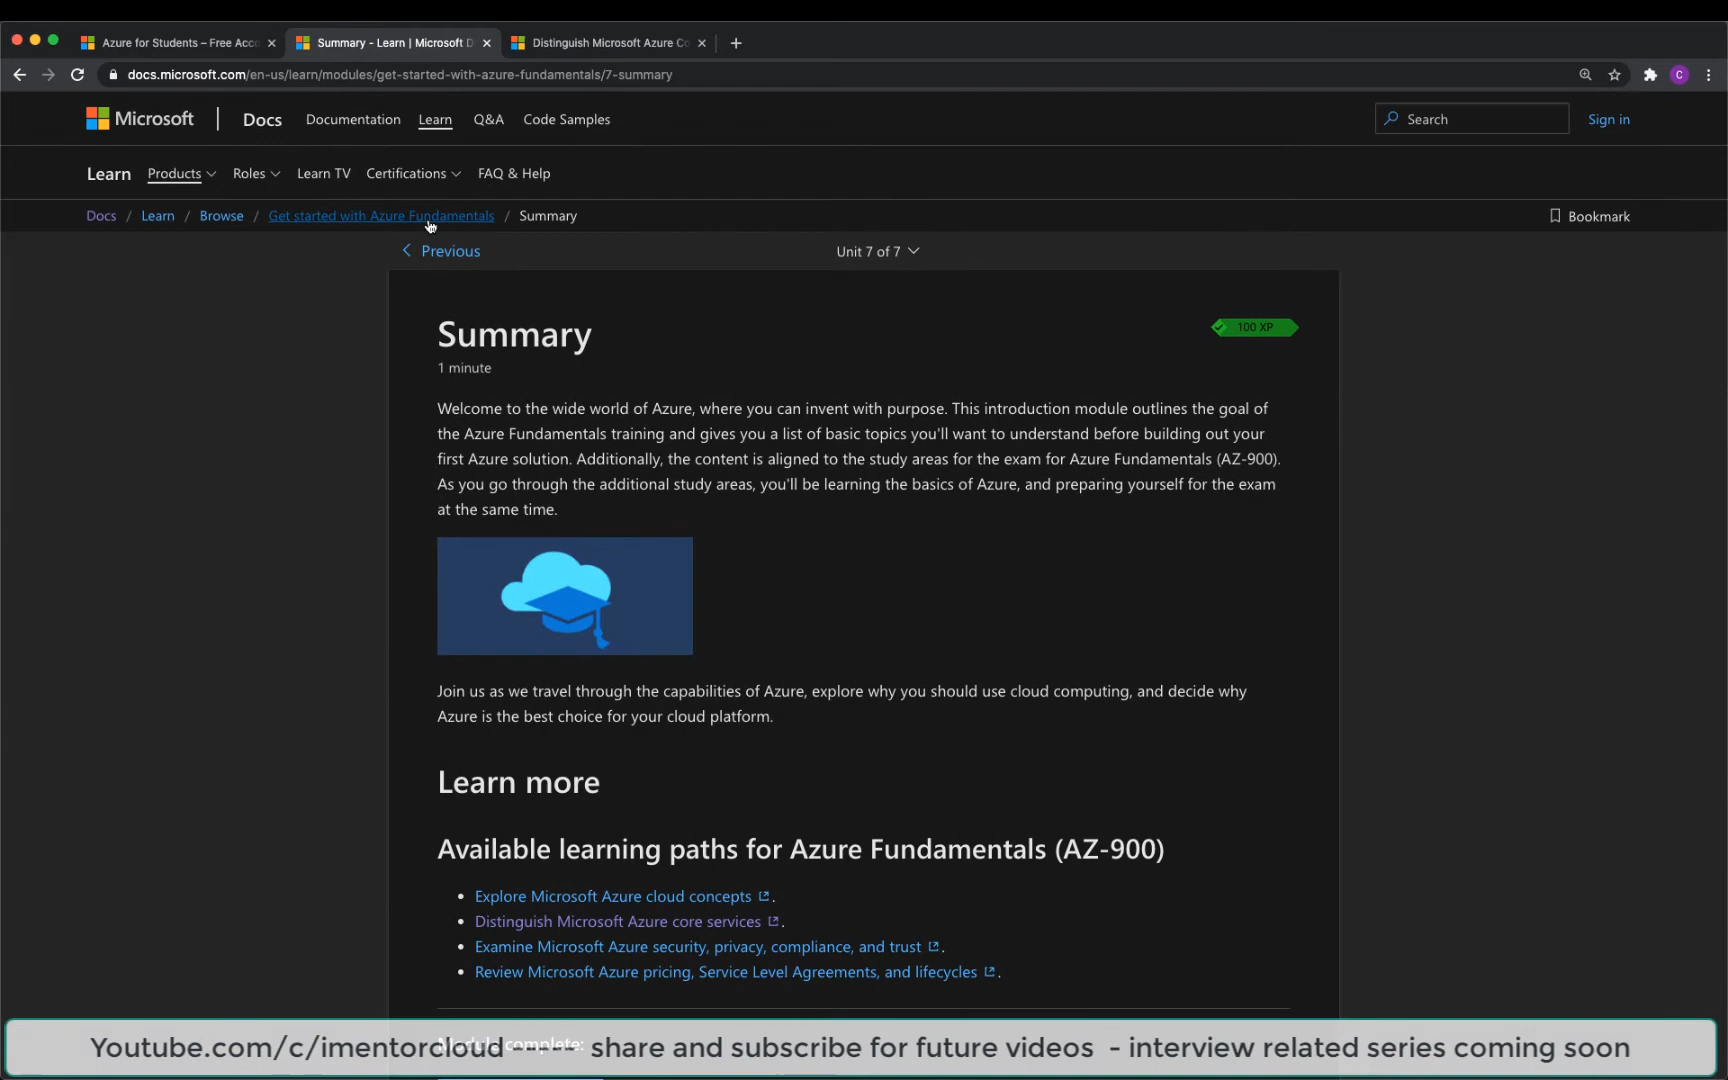 Azure for Students – Free Acco
Summary - Learn | Microsoft D
Distinguish Microsoft Azure Co
docs.microsoft.com/en-us/learn/modules/get-started-with-azure-fundamentals/7-summary
C
Microsoft Docs Documentation Learn Q&A Code Samples Search Sign in
Learn Products Roles Learn TV Certifications FAQ & Help
Docs / Learn / Browse / Get started with Azure Fundamentals / Summary Bookmark
Previous Unit 7 of 7
Summary
100 XP
1 minute
Welcome to the wide world of Azure, where you can invent with purpose. This introduction module outlines the goal of
the Azure Fundamentals training and gives you a list of basic topics you'll want to understand before building out your
first Azure solution. Additionally, the content is aligned to the study areas for the exam for Azure Fundamentals (AZ-900).
As you go through the additional study areas, you'll be learning the basics of Azure, and preparing yourself for the exam
at the same time.
Join us as we travel through the capabilities of Azure, explore why you should use cloud computing, and decide why
Azure is the best choice for your cloud platform.
Learn more
Available learning paths for Azure Fundamentals (AZ-900)
• Explore Microsoft Azure cloud concepts .
• Distinguish Microsoft Azure core services .
• Examine Microsoft Azure security, privacy, compliance, and trust .
• Review Microsoft Azure pricing, Service Level Agreements, and lifecycles .
Module complete:
Youtube.com/c/imentorcloud ----- share and subscribe for future videos - interview related series coming soon